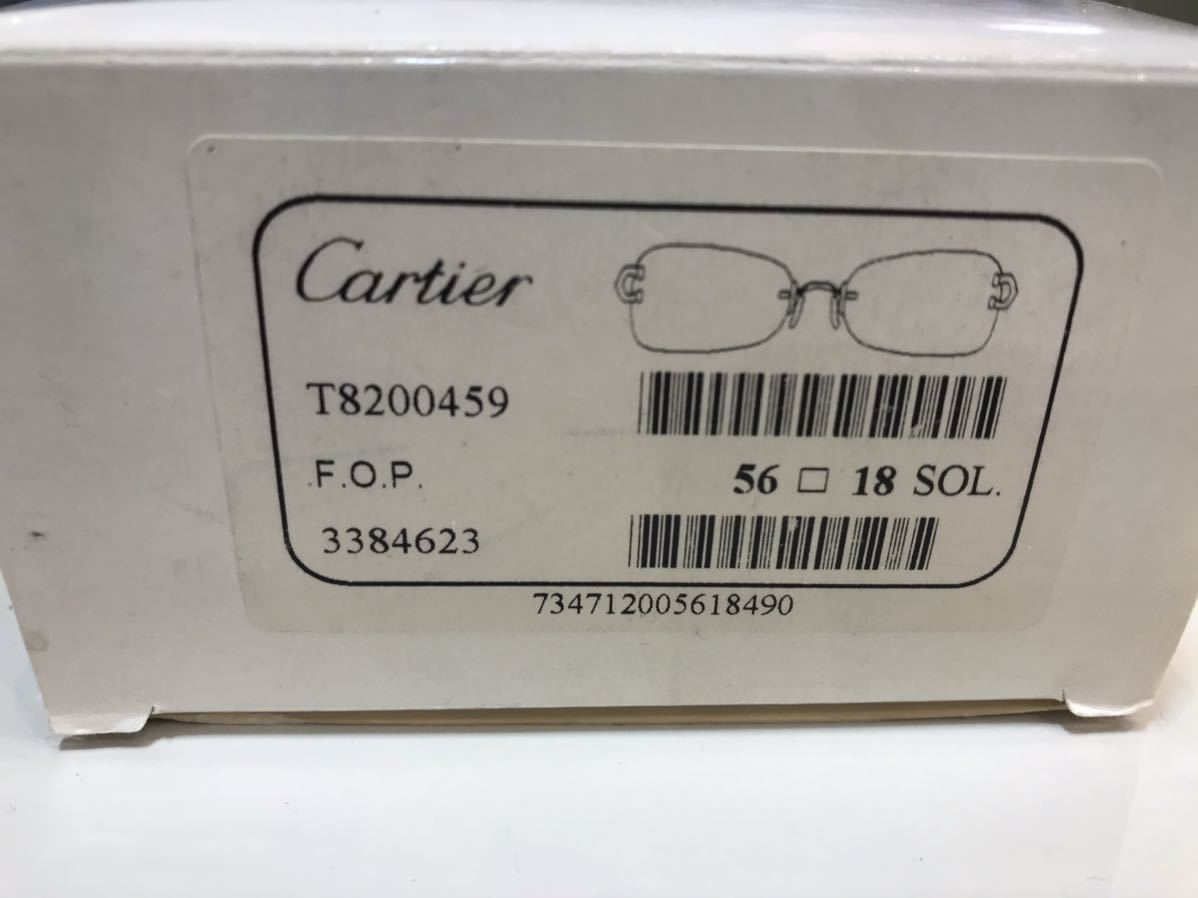 Cartier
T8200459
F.O.P.
56 □ 18 SOL.
3384623
734712005618490